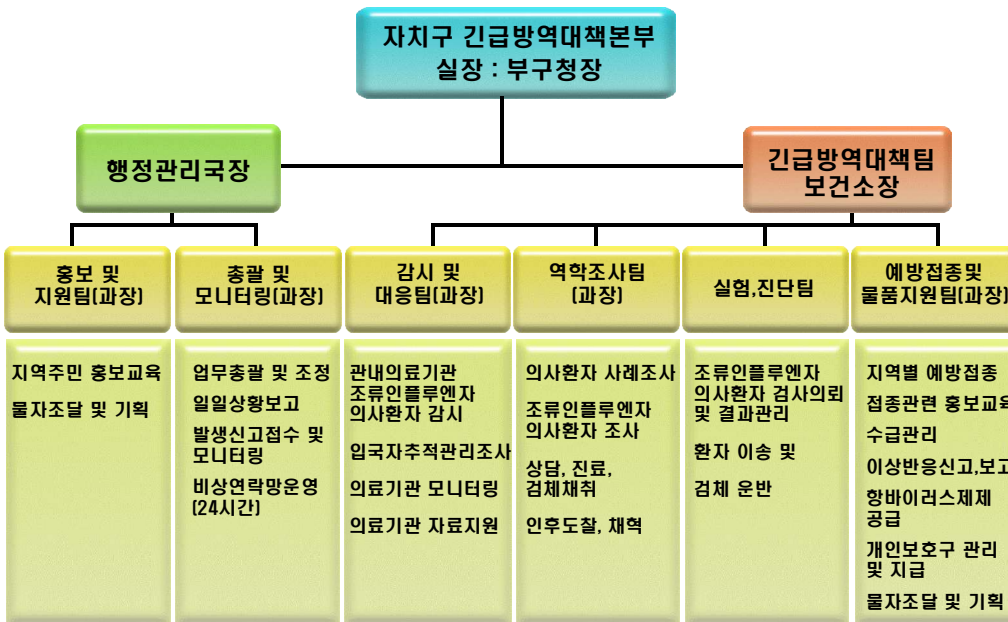 자치구 긴급방역대책본부
실장 : 부구청장
행정관리국장
긴급방역대책팀
보건소장
홍보 및
지원팀(과장)
총괄 및
모니터링(과장)
감시 및
대응팀(과장)
역학조사팀
(과장)
실험,진단팀
예방접종및
물품지원팀(과장)
지역주민 홍보교육
물자조달 및 기획
업무총괄 및 조정
일일상황보고
발생신고접수 및
모니터링
비상연락망운영
(24시간)
관내의료기관
조류인플루엔자
의사환자 감시
입국자추적관리조사
의료기관 모니터링
의료기관 자료지원
의사환자 사례조사
조류인플루엔자
의사환자 조사
상담, 진료,
검체채취
인후도찰, 채혈
조류인플루엔자
의사환자 검사의뢰
및 결과관리
환자 이송 및
검체 운반
지역별 예방접종
접종관련 홍보교육
수급관리
이상반응신고,보고
항바이러스제제
공급
개인보호구 관리
및 지급
물자조달 및 기획